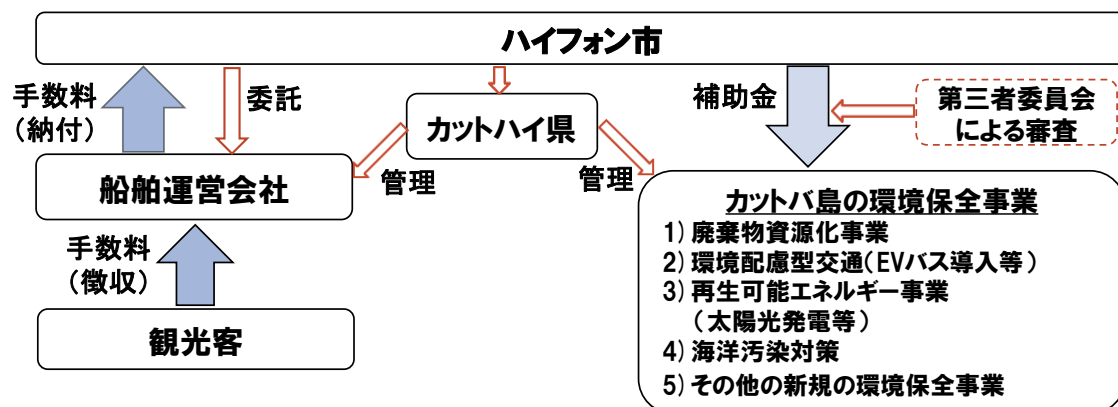 ハイフォン市
手数料
(納付)
委託
補助金
第三者委員会
による審査
カットハイ県
船舶運営会社
管理
管理
カットバ島の環境保全事業
1) 廃棄物資源化事業
2) 環境配慮型交通(EVバス導入等)
3) 再生可能エネルギー事業
(太陽光発電等)
4) 海洋汚染対策
5) その他の新規の環境保全事業
手数料
(徴収)
観光客